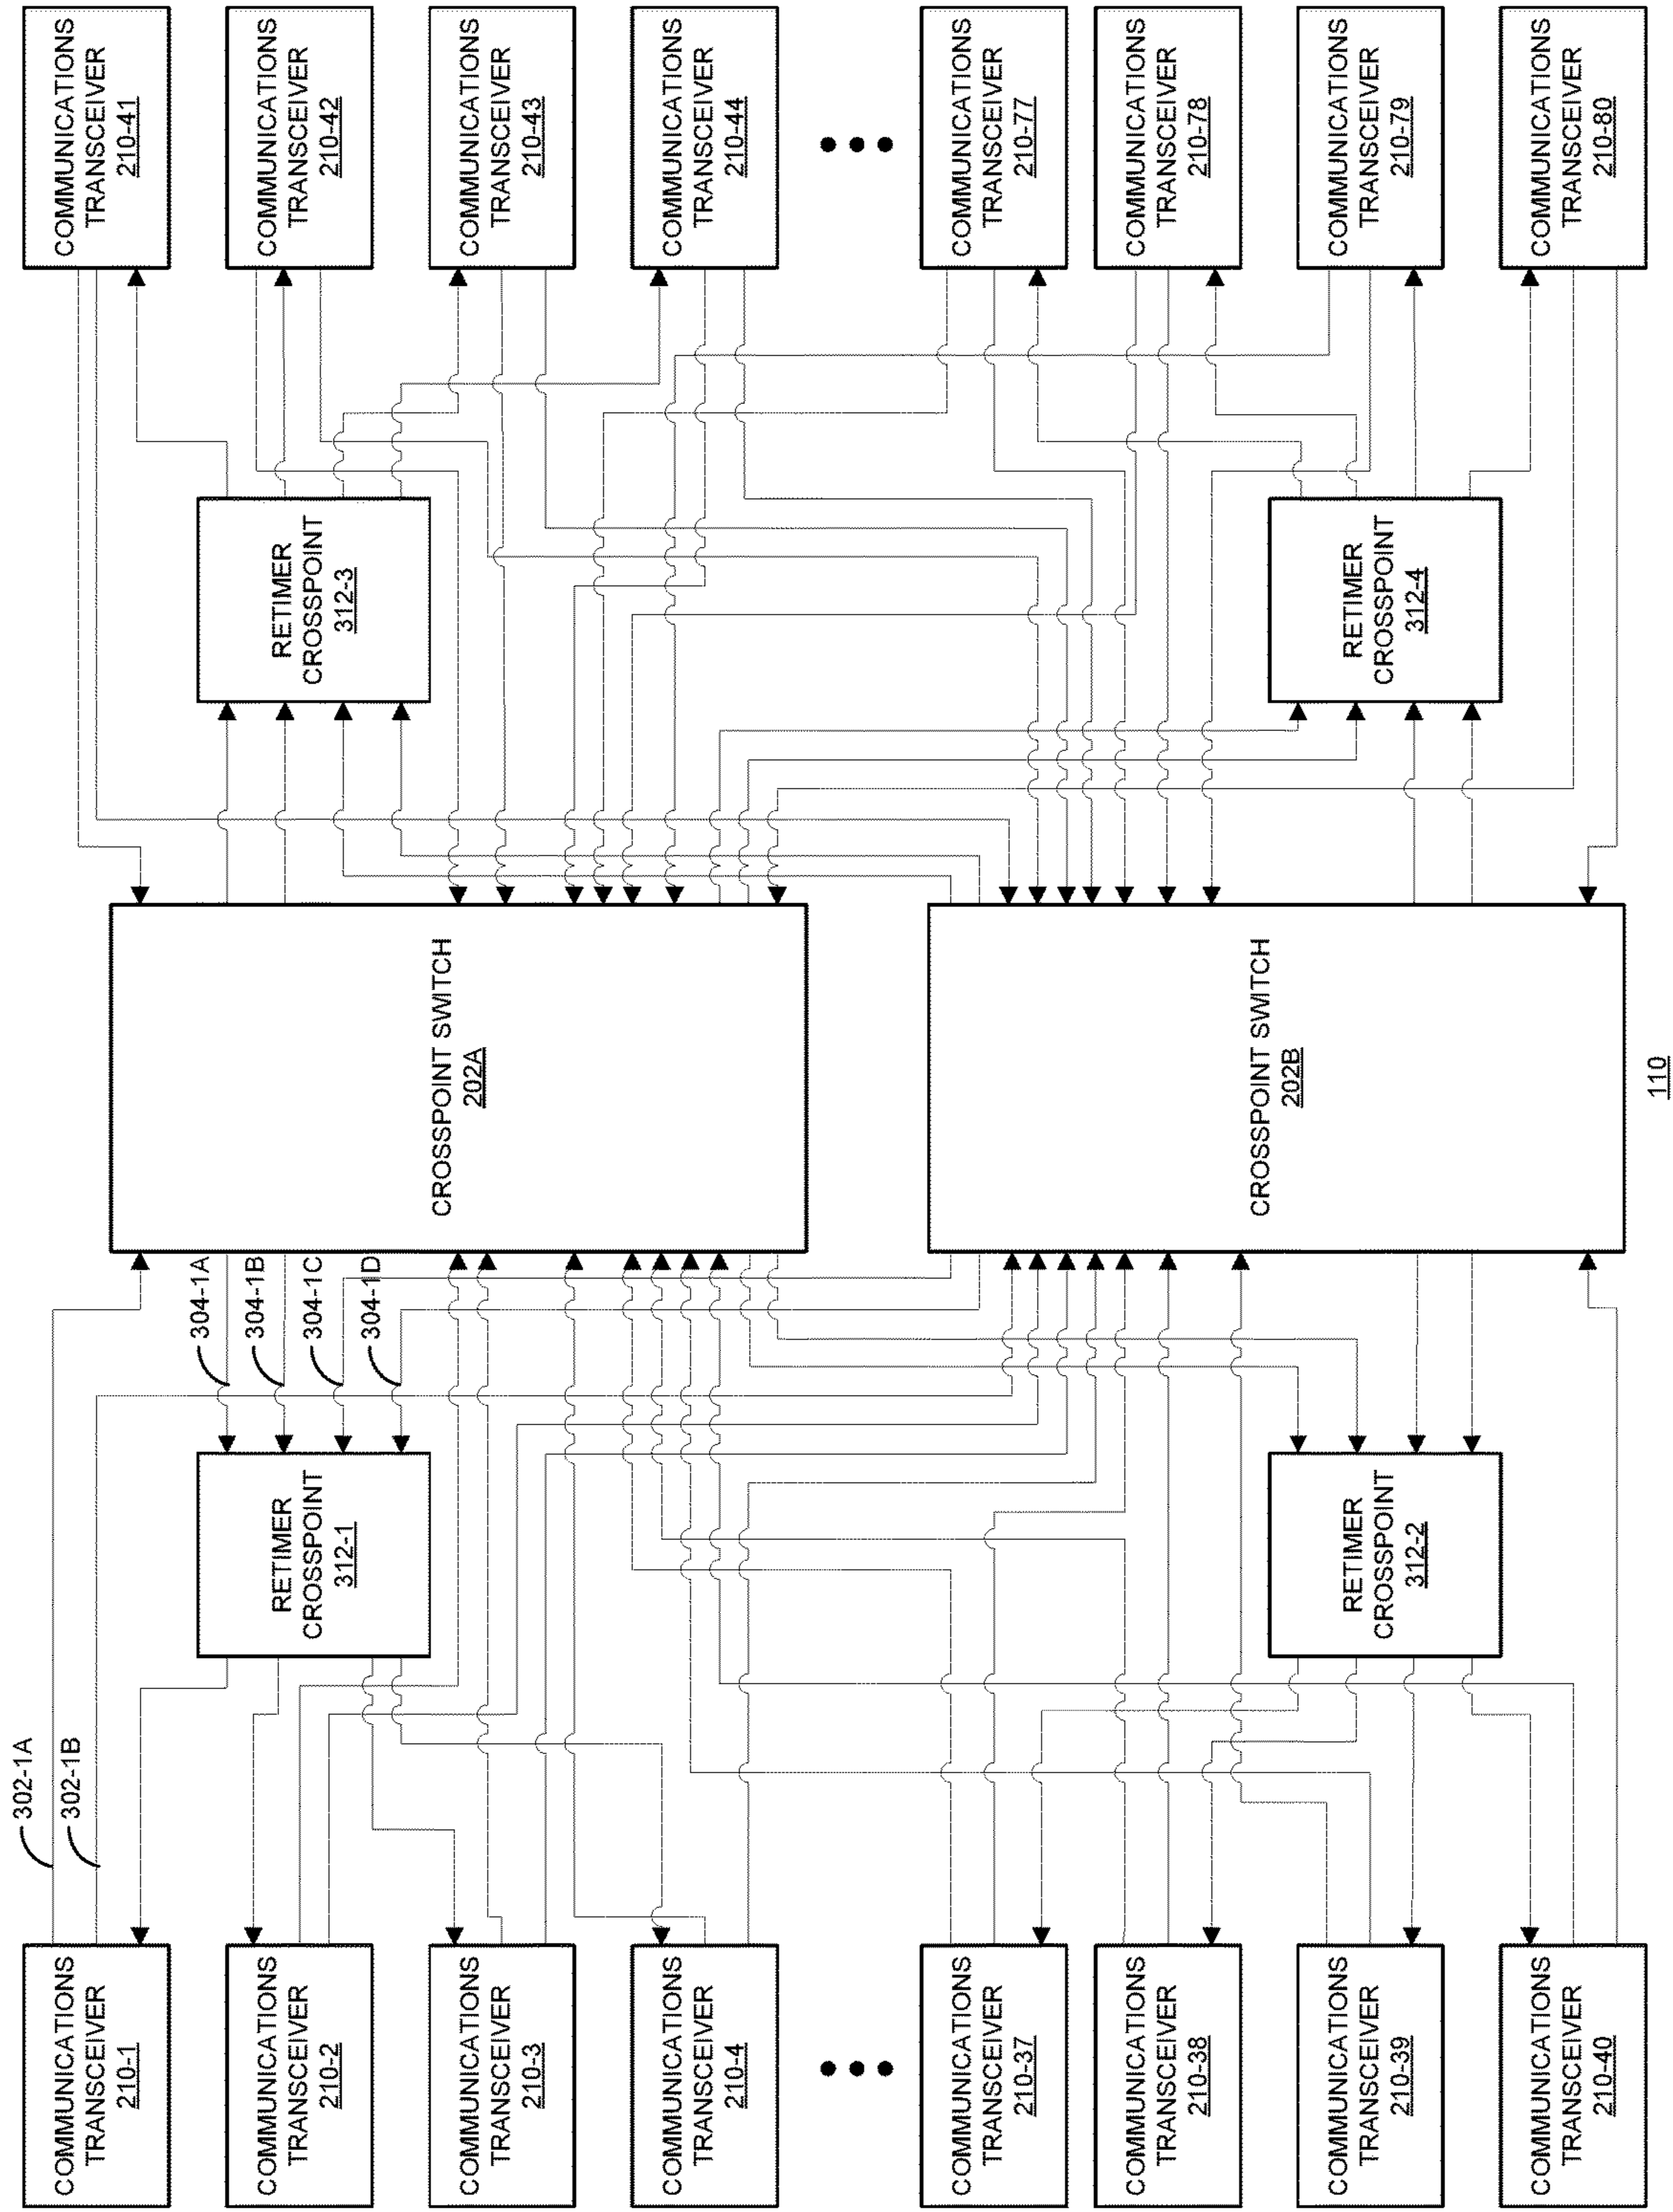 COMMUNICATIONS
TRANSCEIVER
210-1
COMMUNICATIONS
TRANSCEIVER
210-2
COMMUNICATIONS
TRANSCEIVER
210-3
COMMUNICATIONS
TRANSCEIVER
210-4
COMMUNICATIONS
TRANSCEIVER
210-37
COMMUNICATIONS
TRANSCEIVER
210-38
COMMUNICATIONS
TRANSCEIVER
210-39
COMMUNICATIONS
TRANSCEIVER
210-40
302-1A
302-1B
RETIMER
CROSSPOINT
312-1
RETIMER
CROSSPOINT
312-2
304-1A
304-1B
304-1C
304-1D
CROSSPOINT SWITCH
202A
CROSSPOINT SWITCH
202B
110
RETIMER
CROSSPOINT
312-3
RETIMER
CROSSPOINT
312-4
COMMUNICATIONS
TRANSCEIVER
210-41
COMMUNICATIONS
TRANSCEIVER
210-42
COMMUNICATIONS
TRANSCEIVER
210-43
COMMUNICATIONS
TRANSCEIVER
210-44
COMMUNICATIONS
TRANSCEIVER
210-77
COMMUNICATIONS
TRANSCEIVER
210-78
COMMUNICATIONS
TRANSCEIVER
210-79
COMMUNICATIONS
TRANSCEIVER
210-80